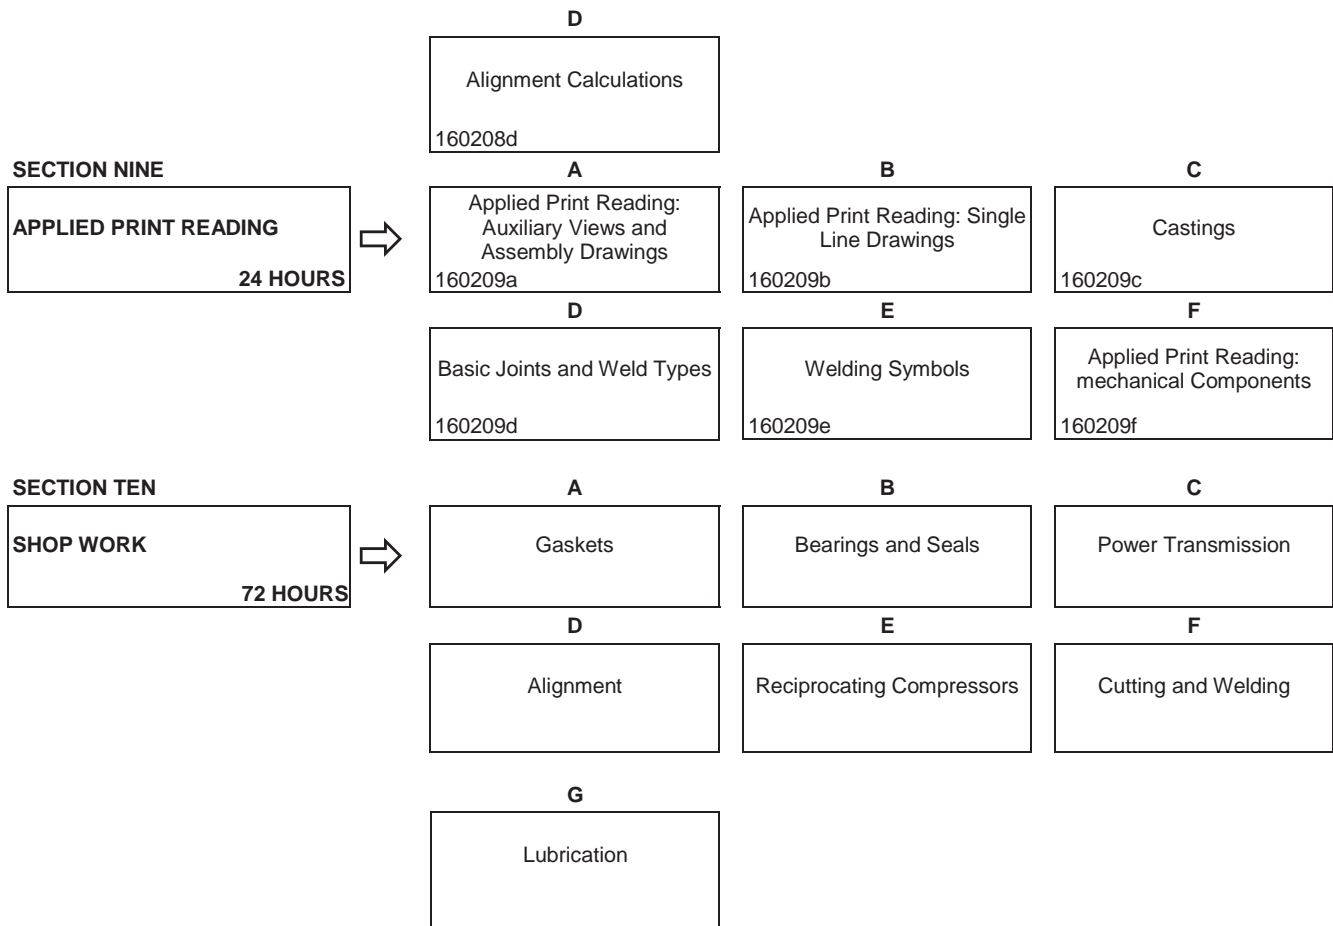 D
Alignment Calculations
160208d
SECTION NINE
A
B
C
APPLIED PRINT READING
24 HOURS
Applied Print Reading:
Auxiliary Views and
Assembly Drawings
160209a
Applied Print Reading: Single
Line Drawings
160209b
Castings
160209c
D
E
F
Basic Joints and Weld Types
160209d
Welding Symbols
160209e
Applied Print Reading:
mechanical Components
160209f
SECTION TEN
A
B
C
SHOP WORK
72 HOURS
Gaskets
Bearings and Seals
Power Transmission
D
E
F
Alignment
Reciprocating Compressors
Cutting and Welding
G
Lubrication